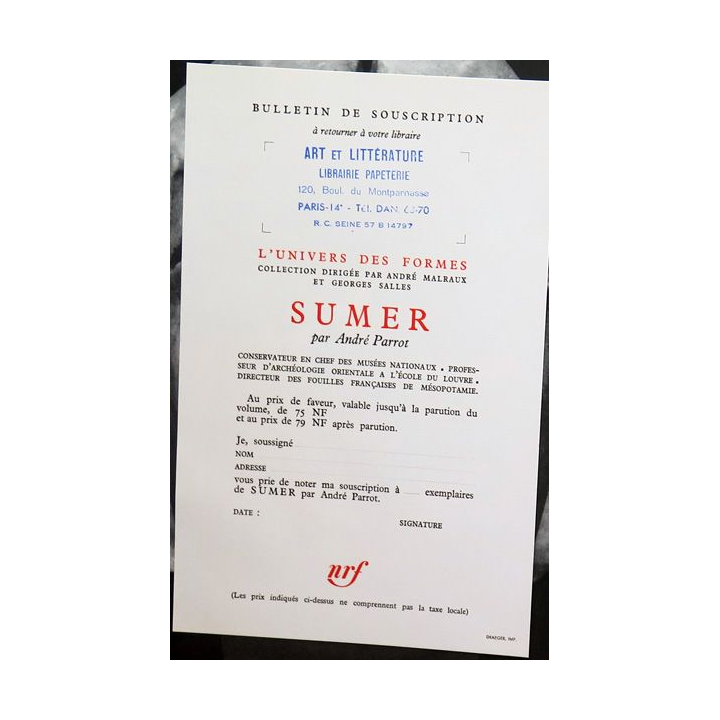 BULLETIN DE SOUSCRIPTION
à retourner à votre libraire
ART ET LITTÉRATURE
LIBRAIRIE PAPETERIE
120, Boul. du Montparnasse
PARIS-14e - Tél. DAN.
R.C. SEINE 57 B 14797
L'UNIVERS DES FORMES
COLLECTION DIRIGÉE PAR ANDRÉ MALRAUX
ET GEORGES SALLES
SUMER
par André Parrot
CONSERVATEUR EN CHEF DES MUSÉES NATIONAUX • PROFES-
SEUR D'ARCHÉOLOGIE ORIENTALE A L'ÉCOLE DU LOUVRE •
DIRECTEUR DES FOUILLES FRANÇAISES DE MÉSOPOTAMIE.
Au prix de faveur, valable jusqu'à la parution du
volume, de 75 NF
et au prix de 79 NF après parution.
Je, soussigné
NOM
ADRESSE
vous prie de noter ma souscription à ..... exemplaires
de SUMER par André Parrot.
DATE :
SIGNATURE
nrf
(Les prix indiqués ci-dessus ne comprennent pas la taxe locale)
DRAEGER, IMP.